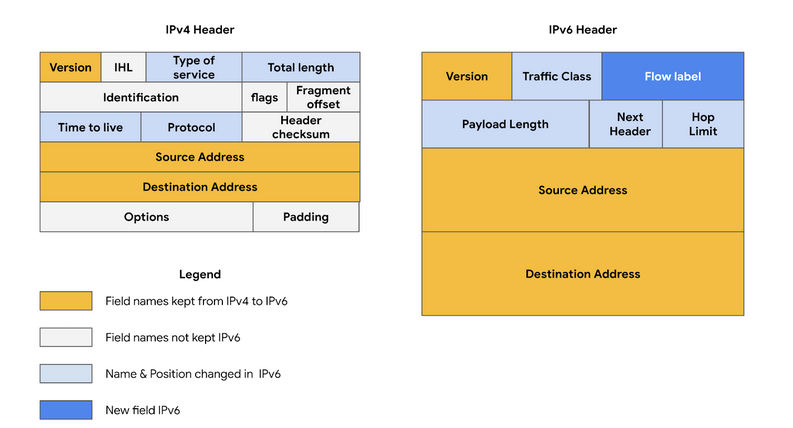 IPv4 Header
Version IHL Type of service Total length
Identification flags Fragment offset
Time to live Protocol Header checksum
Source Address
Destination Address
Options Padding
IPv6 Header
Version Traffic Class Flow label
Payload Length Next Header Hop Limit
Source Address
Destination Address
Legend
Field names kept from IPv4 to IPv6
Field names not kept IPv6
Name & Position changed in IPv6
New field IPv6